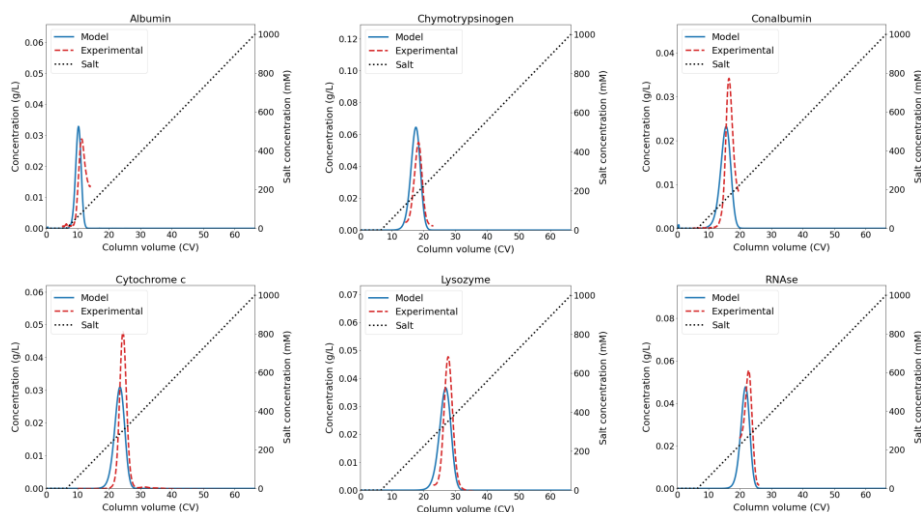 Albumin
Model
Experimental
Salt
0.06
0.05
0.04
0.03
0.02
0.01
0.00
1000
800
600
400
200
0
0 10 20 30 40 50 60
Concentration (g/L)
Salt concentration (mM)
Column volume (CV)
Chymotrypsinogen
Model
Experimental
Salt
0.12
0.10
0.08
0.06
0.04
0.02
0.00
1000
800
600
400
200
0
0 10 20 30 40 50 60
Concentration (g/L)
Salt concentration (mM)
Column volume (CV)
Conalbumin
Model
Experimental
Salt
0.04
0.03
0.02
0.01
0.00
1000
800
600
400
200
0
0 10 20 30 40 50 60
Concentration (g/L)
Salt concentration (mM)
Column volume (CV)
Cytochrome c
Model
Experimental
Salt
0.06
0.05
0.04
0.03
0.02
0.01
0.00
1000
800
600
400
200
0
0 10 20 30 40 50 60
Concentration (g/L)
Salt concentration (mM)
Column volume (CV)
Lysozyme
Model
Experimental
Salt
0.07
0.06
0.05
0.04
0.03
0.02
0.01
0.00
1000
800
600
400
200
0
0 10 20 30 40 50 60
Concentration (g/L)
Salt concentration (mM)
Column volume (CV)
RNAse
Model
Experimental
Salt
0.08
0.06
0.04
0.02
0.00
1000
800
600
400
200
0
0 10 20 30 40 50 60
Concentration (g/L)
Salt concentration (mM)
Column volume (CV)